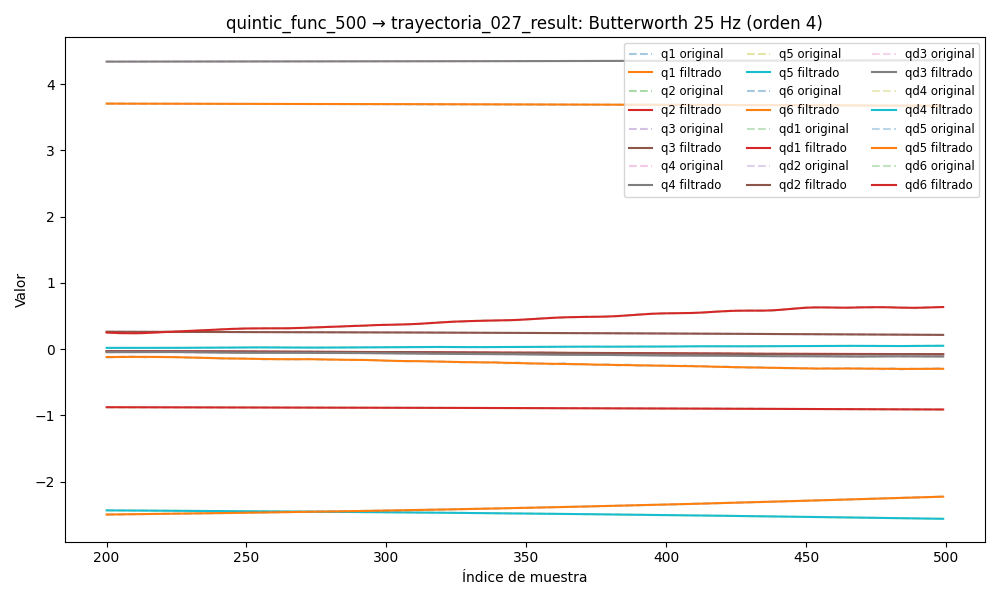 quintic_func_500 → trayectoria_027_result: Butterworth 25 Hz (orden 4)
q1 original
q1 filtrado
q2 original
q2 filtrado
q3 original
q3 filtrado
q4 original
q4 filtrado
q5 original
q5 filtrado
q6 original
q6 filtrado
qd1 original
qd1 filtrado
qd2 original
qd2 filtrado
qd3 original
qd3 filtrado
qd4 original
qd4 filtrado
qd5 original
qd5 filtrado
qd6 original
qd6 filtrado
Valor
4
3
2
1
0
−1
−2
200
250
300
350
400
450
500
Índice de muestra